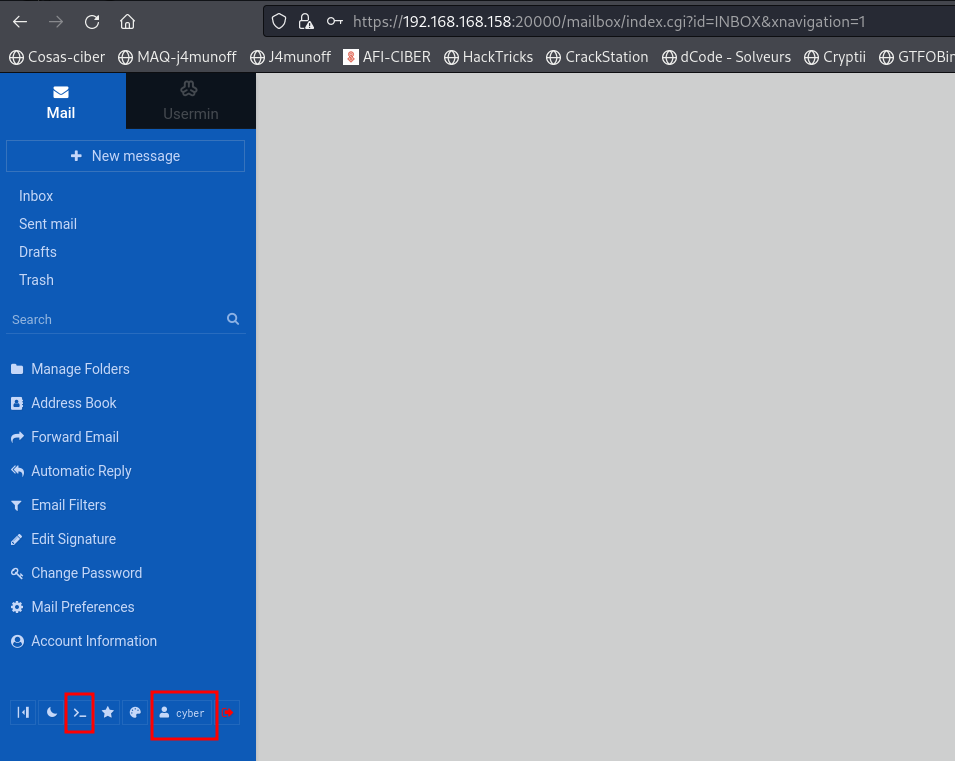 https://192.168.168.158:20000/mailbox/index.cgi?id=INBOX&xnavigation=1
Cosas-ciber MAQ-j4munoff J4munoff AFI-CIBER HackTricks CrackStation dCode - Solveurs Cryptii GTFOBin
Mail Usermin
+ New message
Inbox
Sent mail
Drafts
Trash
Search
Manage Folders
Address Book
Forward Email
Automatic Reply
Email Filters
Edit Signature
Change Password
Mail Preferences
Account Information
cyber